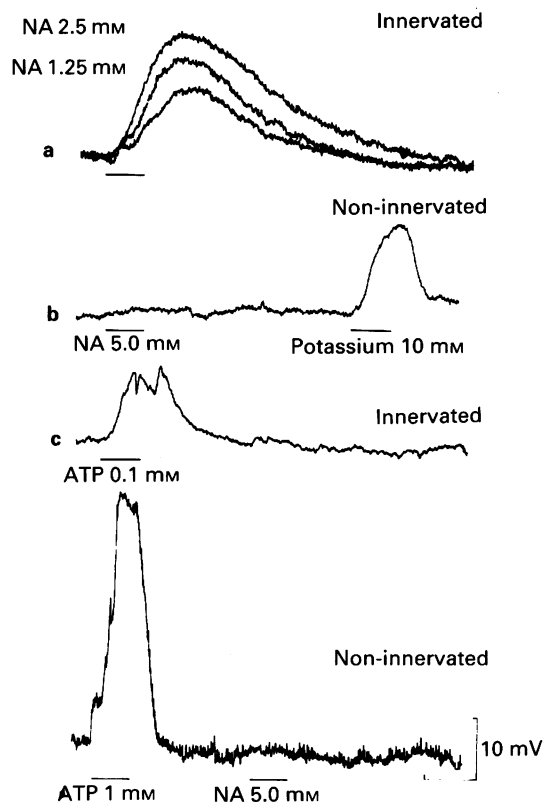 NA 2.5 mM
Innervated
NA 1.25 mM
a
Non-innervated
b
NA 5.0 mM
Potassium 10 mM
Innervated
c
ATP 0.1 mM
Non-innervated
10 mV
ATP 1 mM
NA 5.0 mM